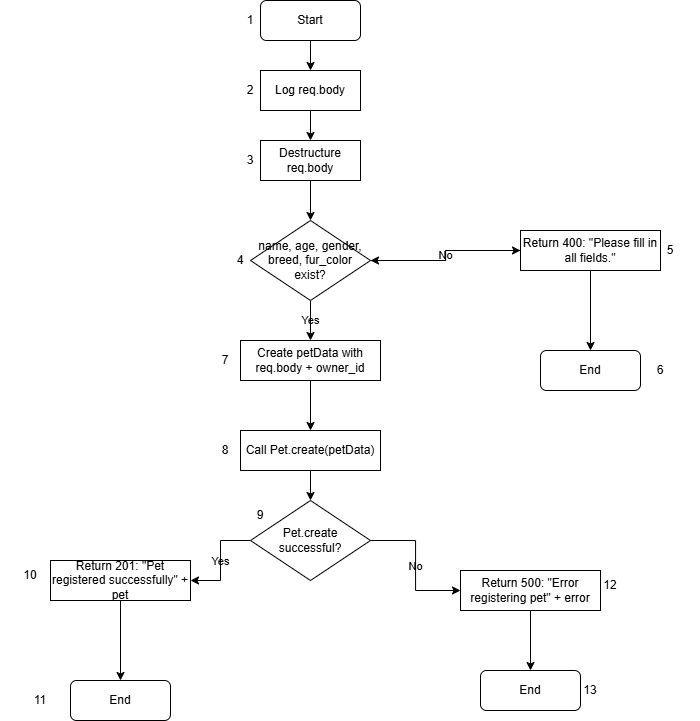 1
Start
2
Log req.body
3
Destructure
req.body
4
name, age, gender,
breed, fur_color
exist?
No
Return 400: "Please fill in
all fields."
5
Yes
7
Create petData with
req.body + owner_id
End
6
8
Call Pet.create(petData)
9
Pet.create
successful?
Yes
No
10
Return 201: "Pet
registered successfully" +
pet
Return 500: "Error
registering pet" + error
12
11
End
End
13